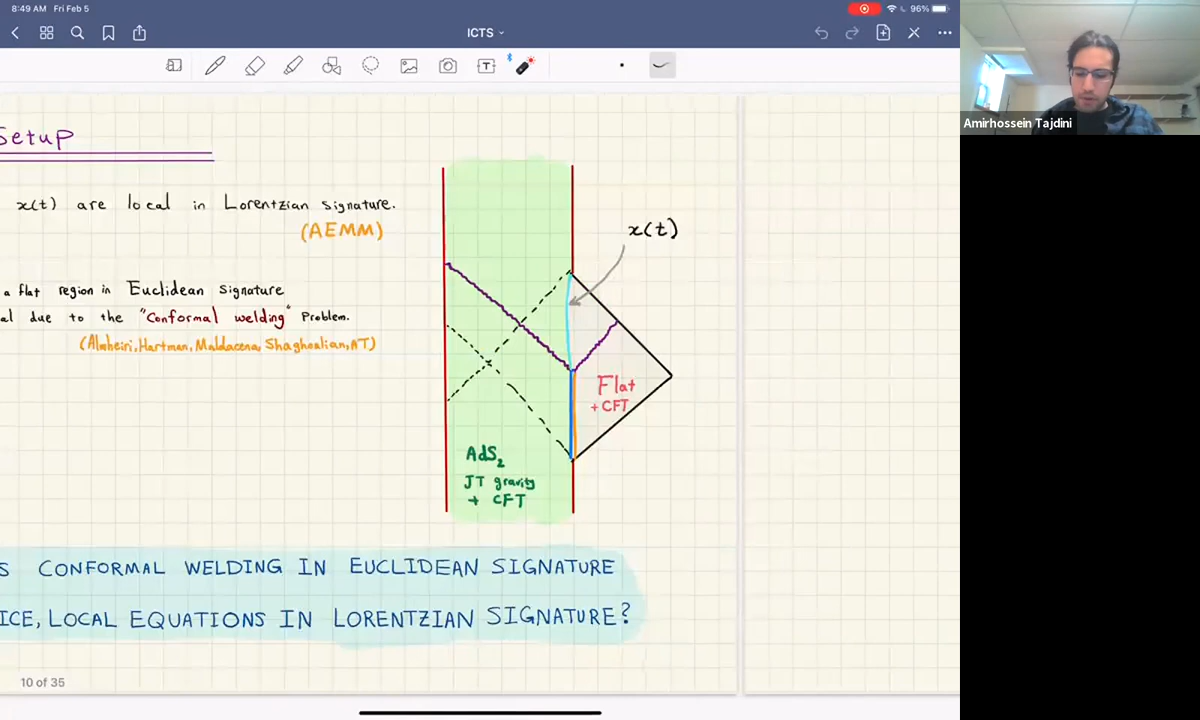 8:49 AM Fri Feb 5
96%
ICTS
Setup
x(t) are local in Lorentzian signature.
(AEMM)
a flat region in Euclidean signature
al due to the "Conformal welding" Problem.
(Almheiri, Hartman, Maldacena, Shaghoulian, AT)
x(t)
Flat
+ CFT
AdS2
JT gravity
+ CFT
S CONFORMAL WELDING IN EUCLIDEAN SIGNATURE
ICE, LOCAL EQUATIONS IN LORENTZIAN SIGNATURE?
10 of 35
Amirhossein Tajdini